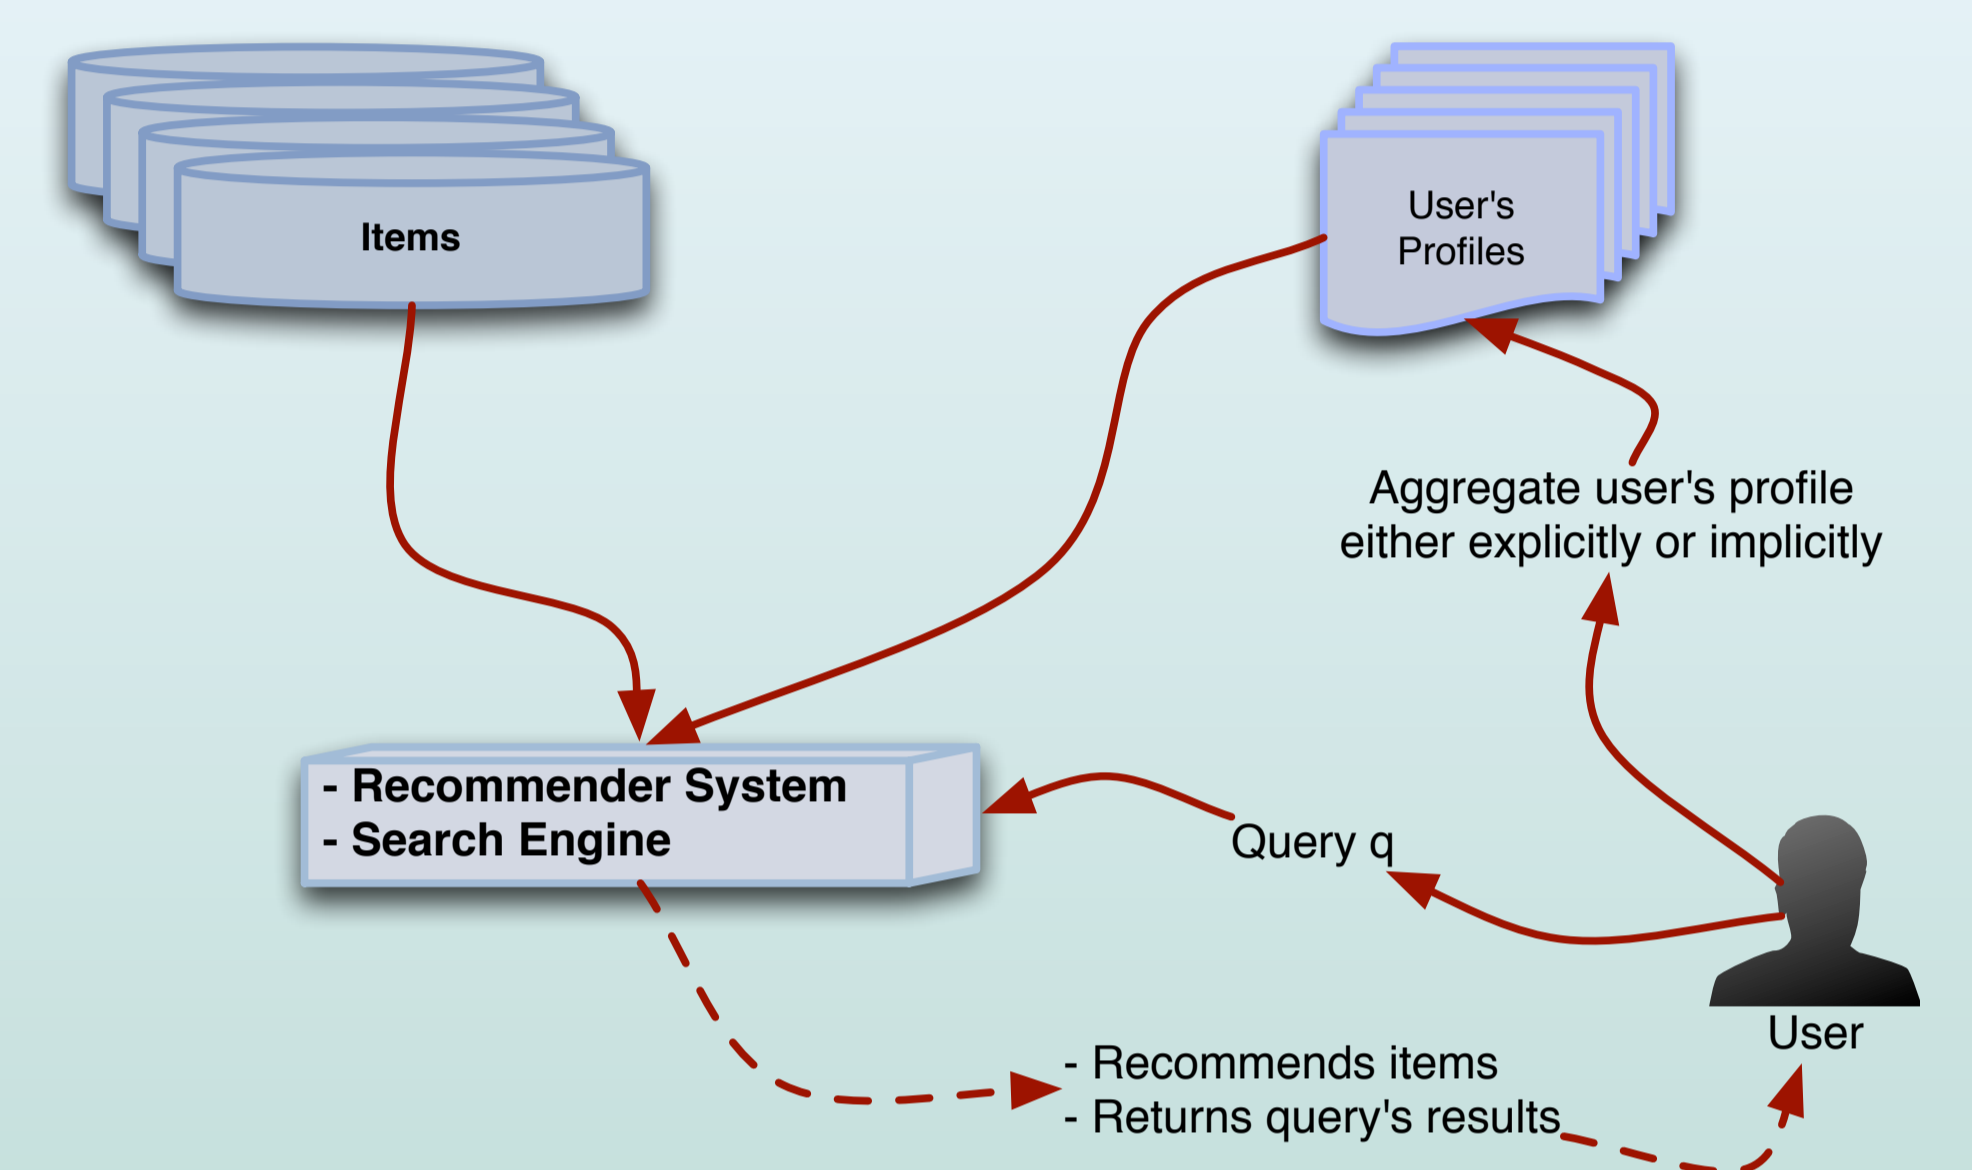 Items
User's
Profiles
Aggregate user's profile
either explicitly or implicitly
- Recommender System
- Search Engine
Query q
User
- Recommends items
- Returns query's results